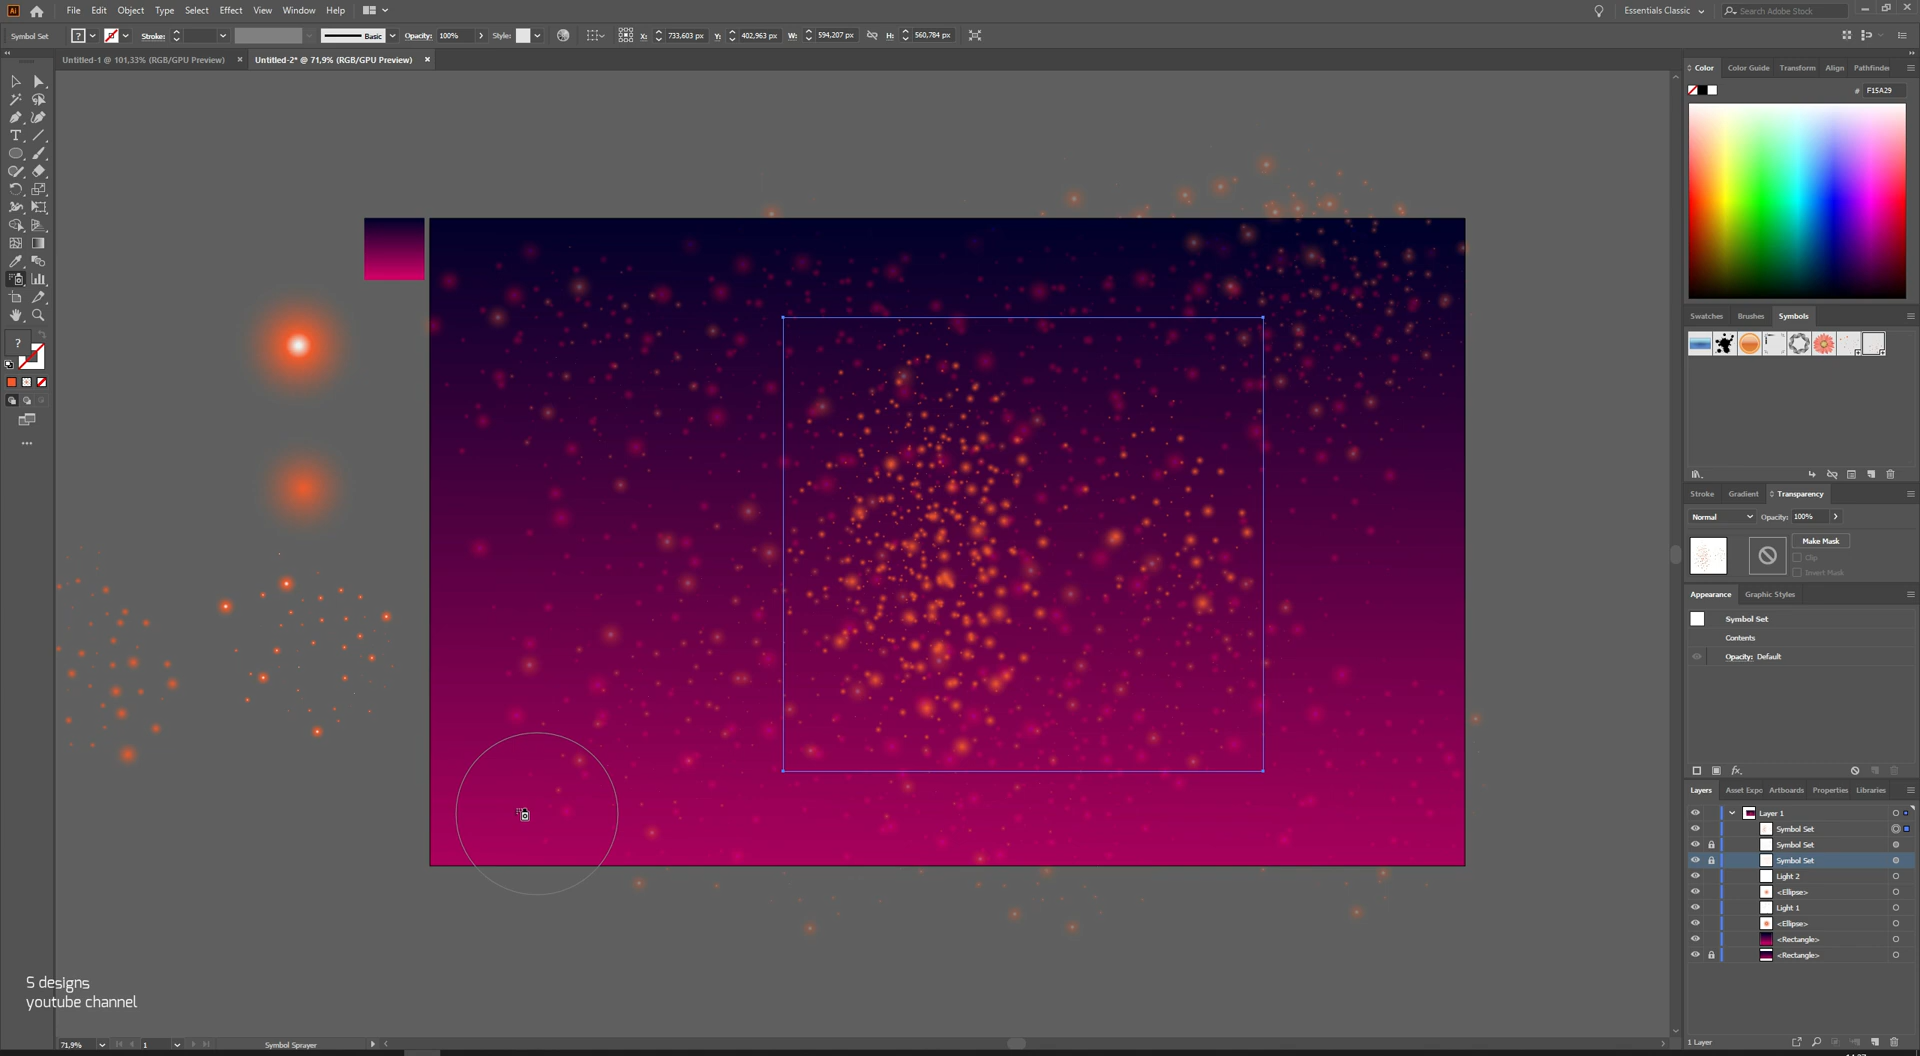 Ai File Edit Object Type Select Effect View Window Help Essentials Classic Search Adobe Stock
Symbol Set ? Stroke: Basic Opacity: 100% Style: X: 733,603 px Y: 402,963 px W: 594,207 px H: 560,784 px
Untitled-1 @ 101,33% (RGB/GPU Preview) × Untitled-2* @ 71,9% (RGB/GPU Preview) ×
Color Color Guide Transform Align Pathfinder
# F15A29
Swatches Brushes Symbols
?
Stroke Gradient Transparency
Normal Opacity: 100%
Make Mask
Clip
Invert Mask
Appearance Graphic Styles
Symbol Set
Contents
Opacity: Default
fx
Layers Asset Expo Artboards Properties Libraries
Layer 1
Symbol Set
Symbol Set
Symbol Set
Light 2
<Ellipse>
Light 1
<Ellipse>
<Rectangle>
<Rectangle>
S designs
youtube channel
71,9% 1 Symbol Sprayer
1 Layer